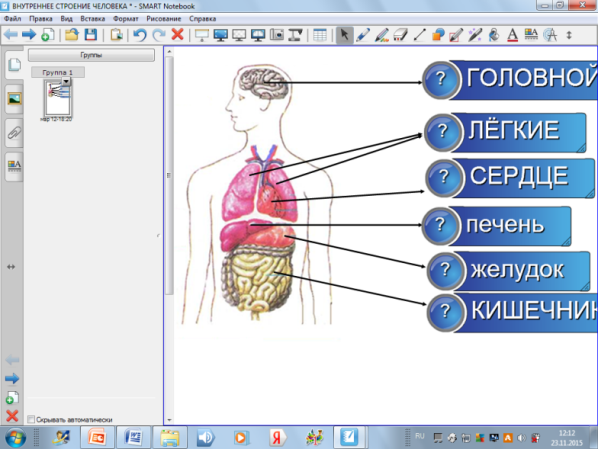 ВНУТРЕННЕЕ СТРОЕНИЕ ЧЕЛОВЕКА * - SMART Notebook
Файл Правка Вид Вставка Формат Рисование Справка
Группы
Группа 1
ГОЛОВНОЙ
ЛЁГКИЕ
СЕРДЦЕ
печень
желудок
КИШЕЧНИК
? 
?
?
?
?
?
Скрывать автоматически
RU
12:12
23.11.2015